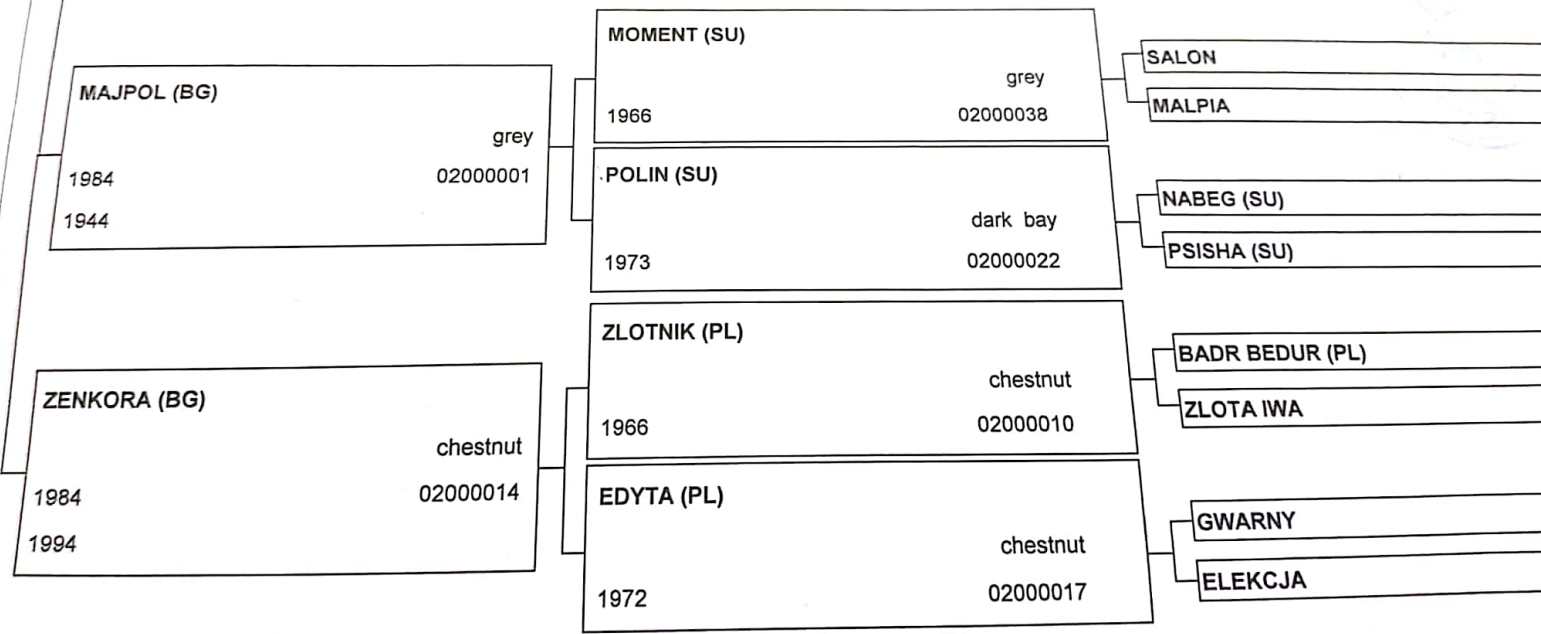 MAJPOL (BG)
grey
1984 02000001
1944
ZENKORA (BG)
chestnut
1984 02000014
1994
MOMENT (SU)
grey
1966 02000038
POLIN (SU)
dark bay
1973 02000022
ZLOTNIK (PL)
chestnut
1966 02000010
EDYTA (PL)
chestnut
1972 02000017
SALON
MALPIA
NABEG (SU)
PSISHA (SU)
BADR BEDUR (PL)
ZLOTA IWA
GWARNY
ELEKCJA